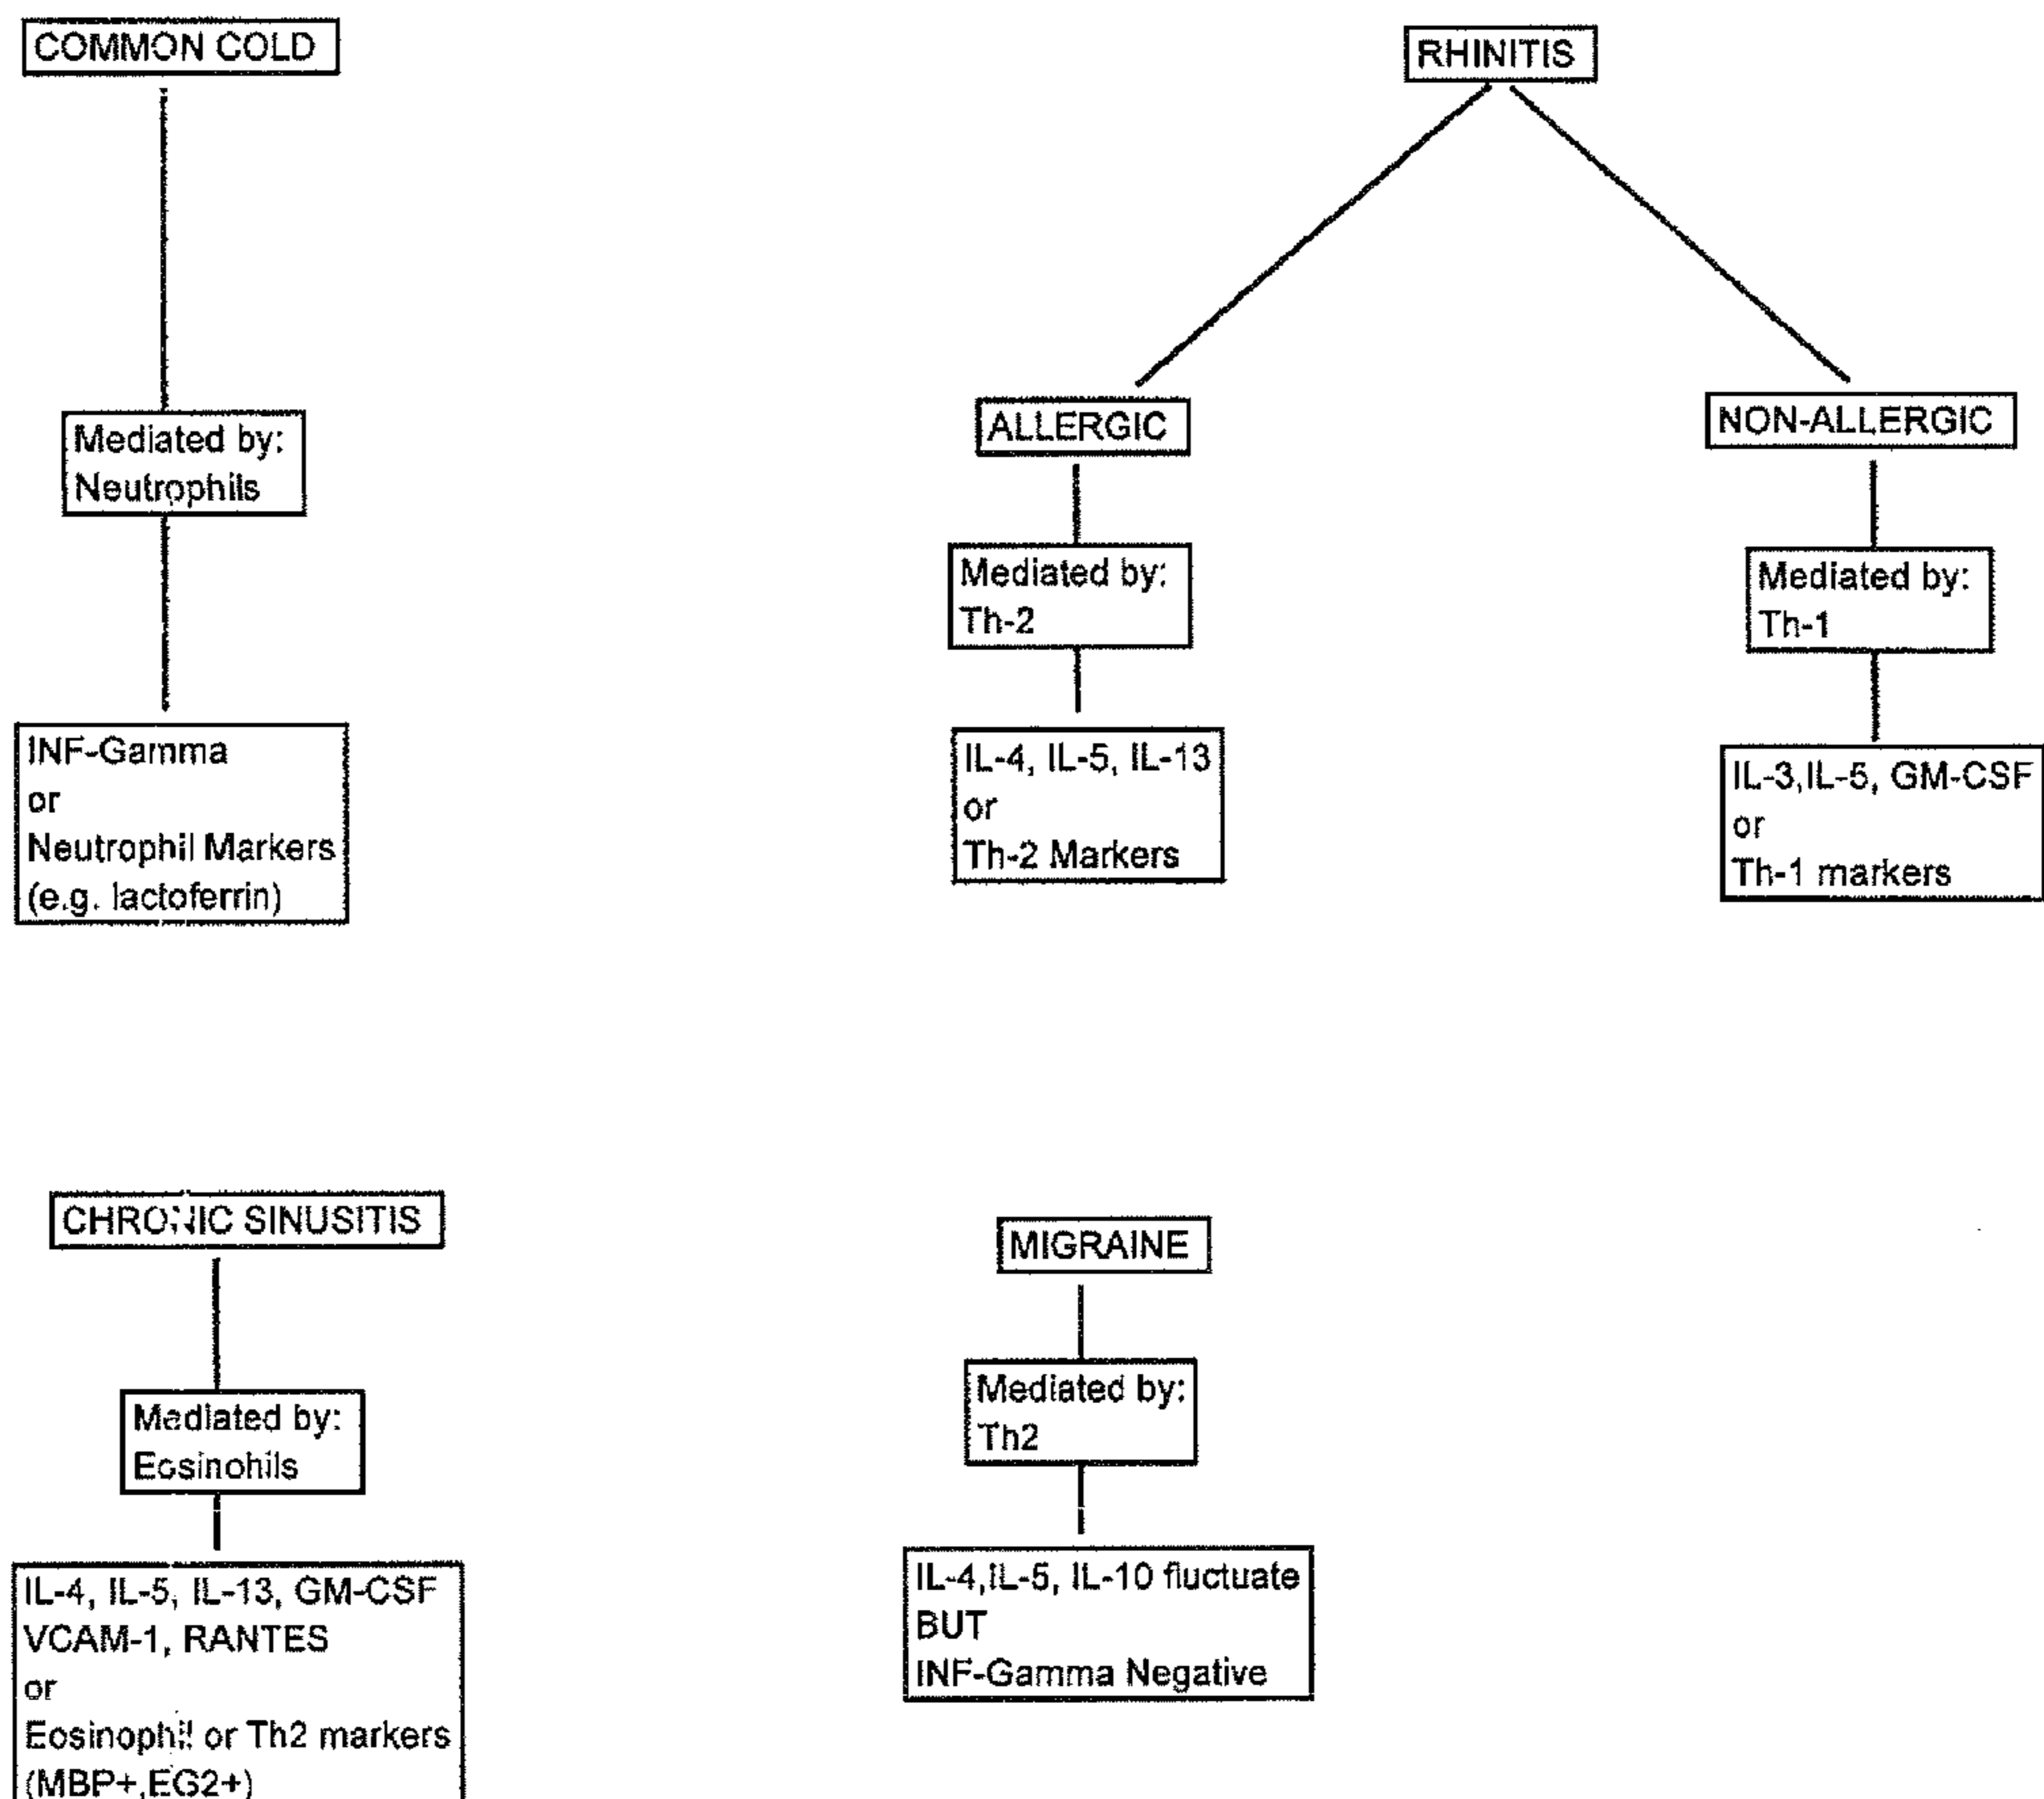 COMMON COLD
Mediated by:
Neutrophils
INF-Gamma
or
Neutrophil Markers
(e.g. lactoferrin)
RHINITIS
ALLERGIC
Mediated by:
Th-2
IL-4, IL-5, IL-13
or
Th-2 Markers
NON-ALLERGIC
Mediated by:
Th-1
IL-3,IL-5, GM-CSF
or
Th-1 markers
CHRONIC SINUSITIS
Mediated by:
Eosinohils
IL-4, IL-5, IL-13, GM-CSF
VCAM-1, RANTES
or
Eosinophil or Th2 markers
(MBP+,EG2+)
MIGRAINE
Mediated by:
Th2
IL-4,IL-5, IL-10 fluctuate
BUT
INF-Gamma Negative